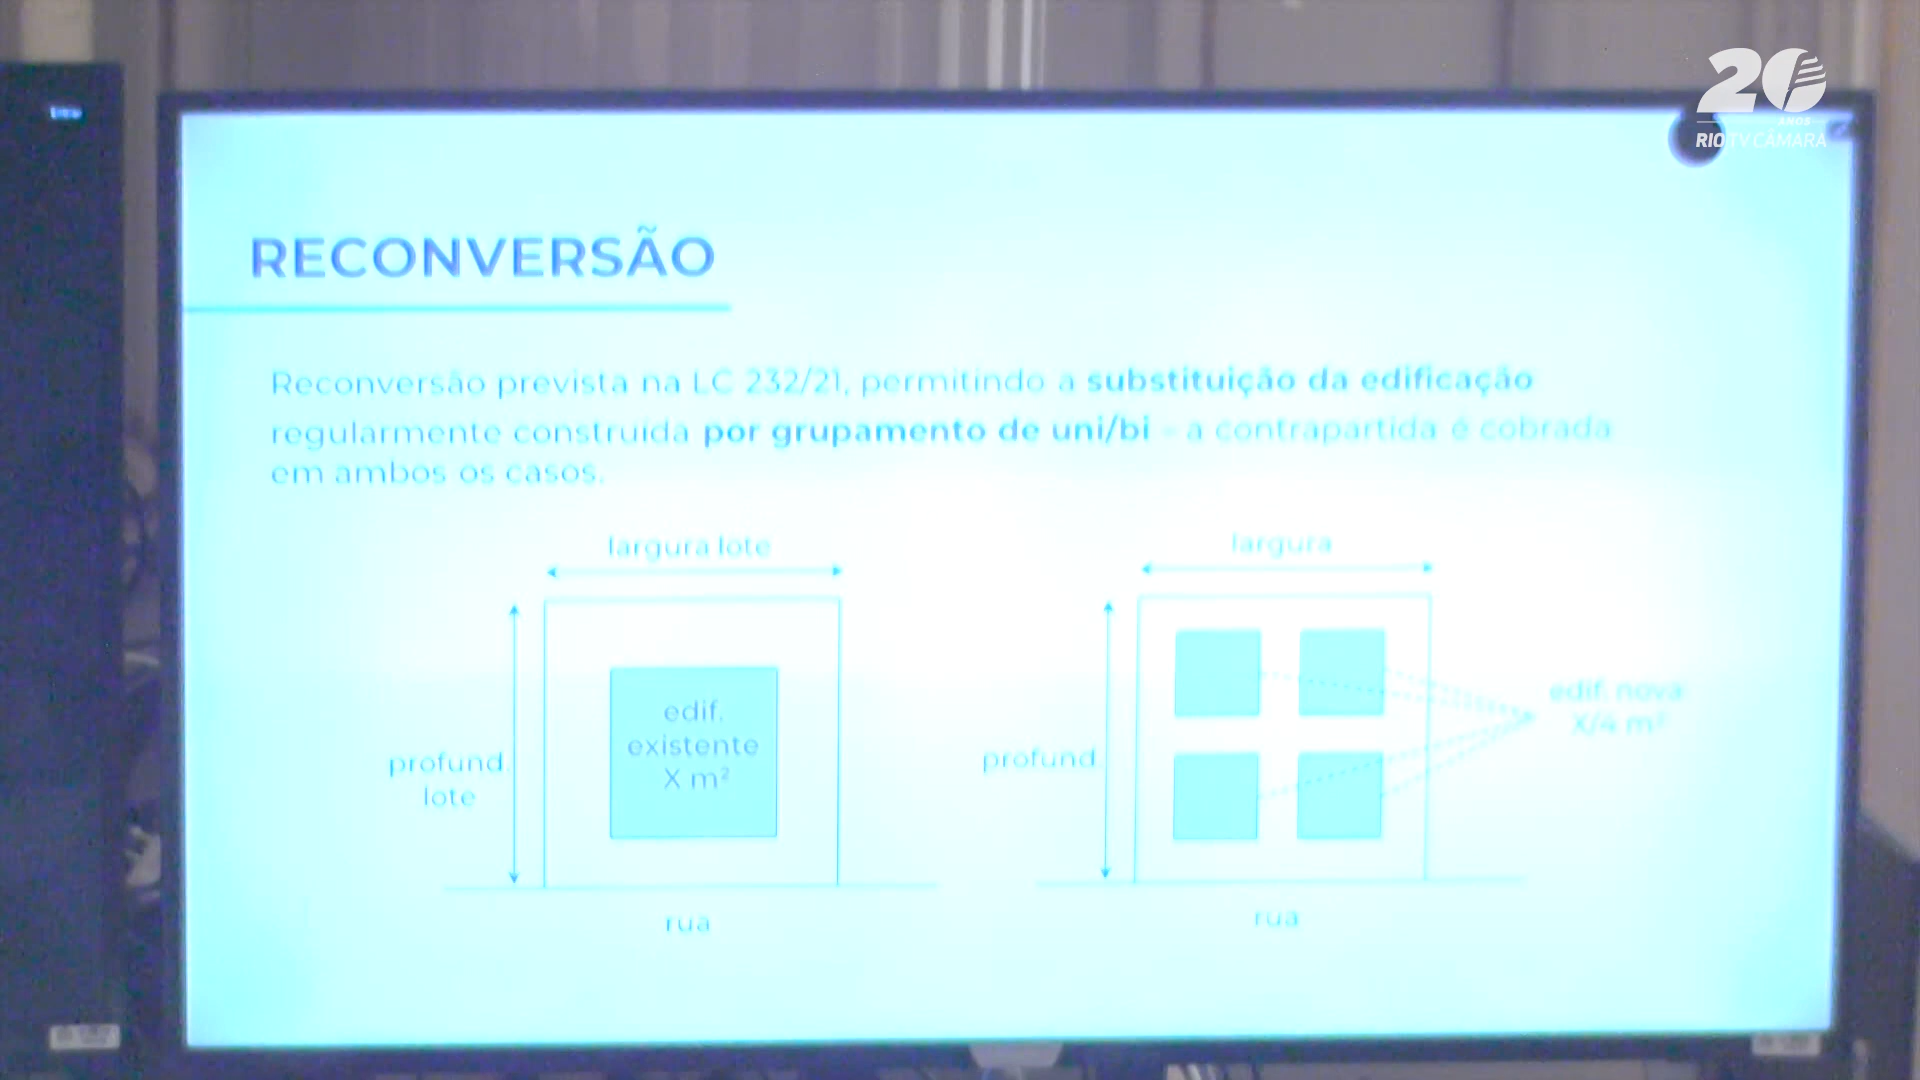 20
ANOS
RIO TV CÂMARA
RECONVERSÃO
Reconversão prevista na LC 232/21, permitindo a substituição da edificação
regularmente construída por grupamento de uni/bi - a contrapartida é cobrada
em ambos os casos.
largura lote
largura
edif.
existente
X m²
profund.
lote
profund.
edif. nova
X/4 m²
rua
rua